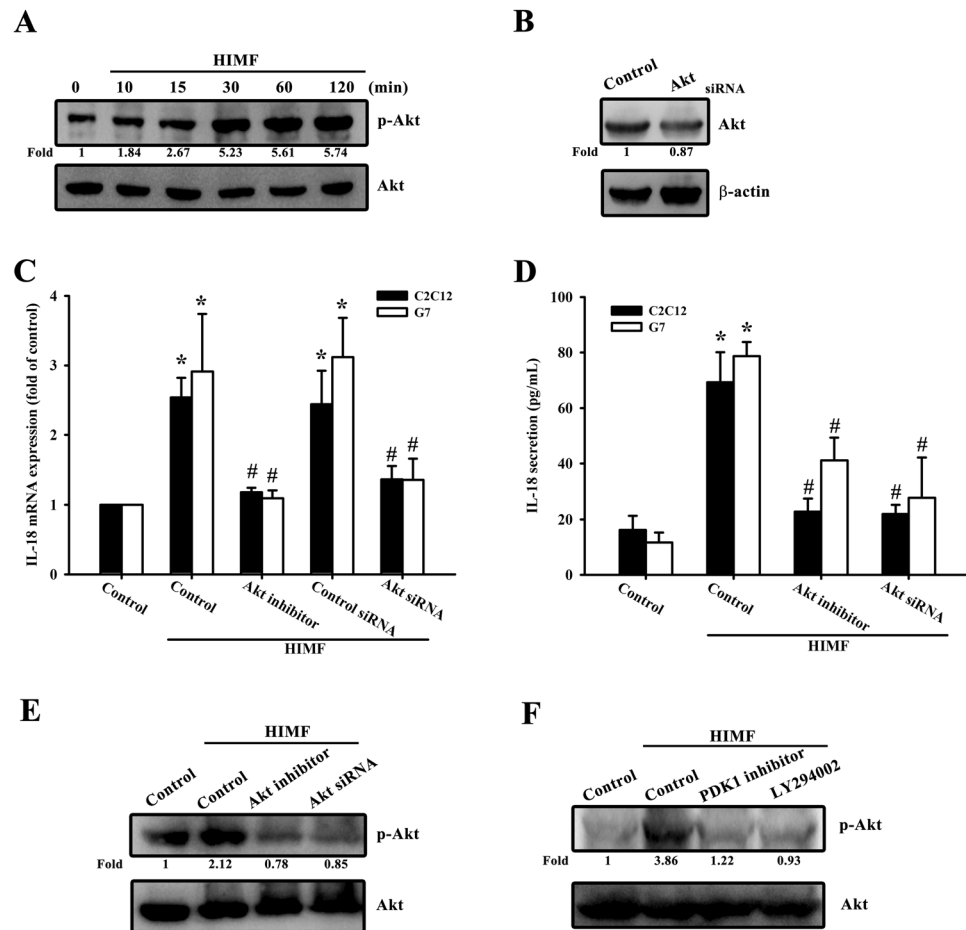 A
HIMF
0 10 15 30 60 120 (min)
p-Akt
Fold 1 1.84 2.67 5.23 5.61 5.74
Akt
B
Control Akt siRNA
Akt
Fold 1 0.87
β-actin
C
IL-18 mRNA expression (fold of control)
4
3
2
1
0
C2C12
G7
* * * *
# # # #
Control Control Akt inhibitor Control siRNA Akt siRNA
HIMF
D
IL-18 secretion (pg/mL)
100
80
60
40
20
0
C2C12
G7
* *
# # # #
Control Control Akt inhibitor Akt siRNA
HIMF
E
HIMF
Control Control Akt inhibitor Akt siRNA
p-Akt
Fold 1 2.12 0.78 0.85
Akt
F
HIMF
Control Control PDK1 inhibitor LY294002
p-Akt
Fold 1 3.86 1.22 0.93
Akt